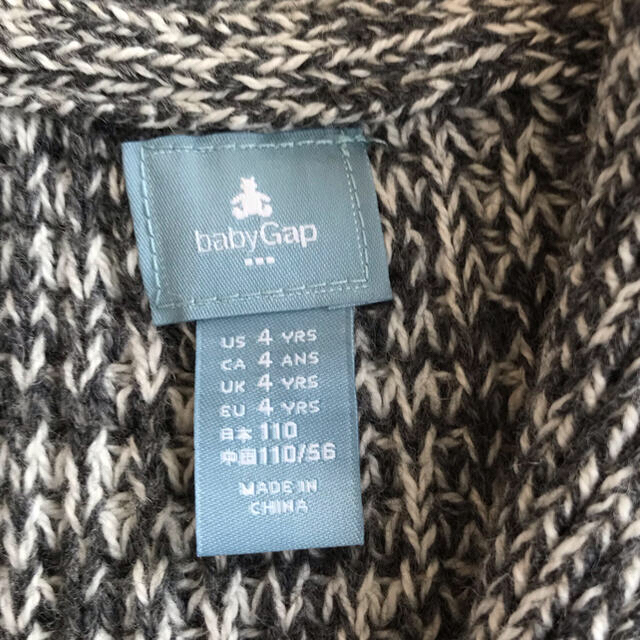 babyGap
US 4 YRS
CA 4 ANS
UK 4 YRS
EU 4 YRS
日本 110
中国110/56
MADE IN
CHINA